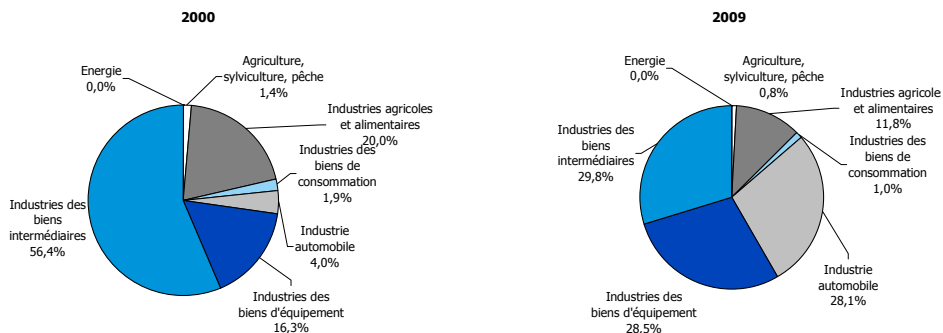 2000
Energie
0,0%
Agriculture,
sylviculture, pêche
1,4%
Industries agricoles
et alimentaires
20,0%
Industries des
biens de
consommation
1,9%
Industrie
automobile
4,0%
Industries des
biens d'équipement
16,3%
Industries des
biens
intermédiaires
56,4%
2009
Energie
0,0%
Agriculture,
sylviculture, pêche
0,8%
Industries agricole
et alimentaires
11,8%
Industries des
biens de
consommation
1,0%
Industrie
automobile
28,1%
Industries des
biens d'équipement
28,5%
Industries des
biens
intermédiaires
29,8%